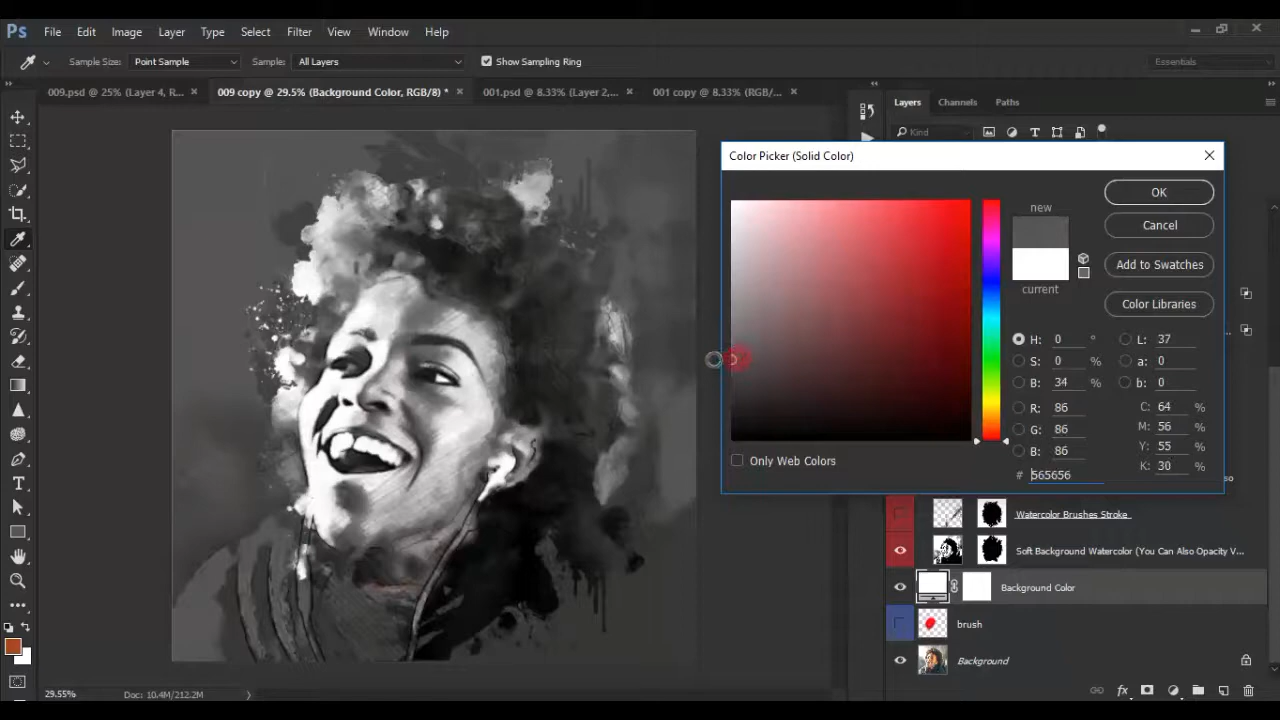 Ps File Edit Image Layer Type Select Filter View Window Help
Sample Size: Point Sample Sample: All Layers Show Sampling Ring Essentials
009.psd @ 25% (Layer 4, R... × 009 copy @ 29.5% (Background Color, RGB/8) * × 001.psd @ 8.33% (Layer 2,... × 001 copy @ 8.33% (RGB/... ×
Layers Channels Paths
Kind
Color Picker (Solid Color)
new
current
OK
Cancel
Add to Swatches
Color Libraries
H: 0 ° L: 37
S: 0 % a: 0
B: 34 % b: 0
R: 86 C: 64 %
G: 86 M: 56 %
B: 86 Y: 55 %
# 565656 K: 30 %
Only Web Colors
Watercolor Brushes Stroke
Soft Background Watercolor (You Can Also Opacity V...
Background Color
brush
Background
29.55% Doc: 10.4M/212.2M
fx